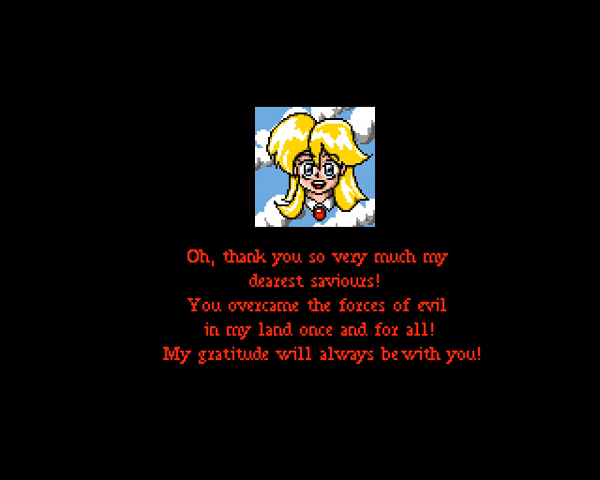 Oh, thank you so very much my
dearest saviours!
You overcame the forces of evil
in my land once and for all!
My gratitude will always be with you!